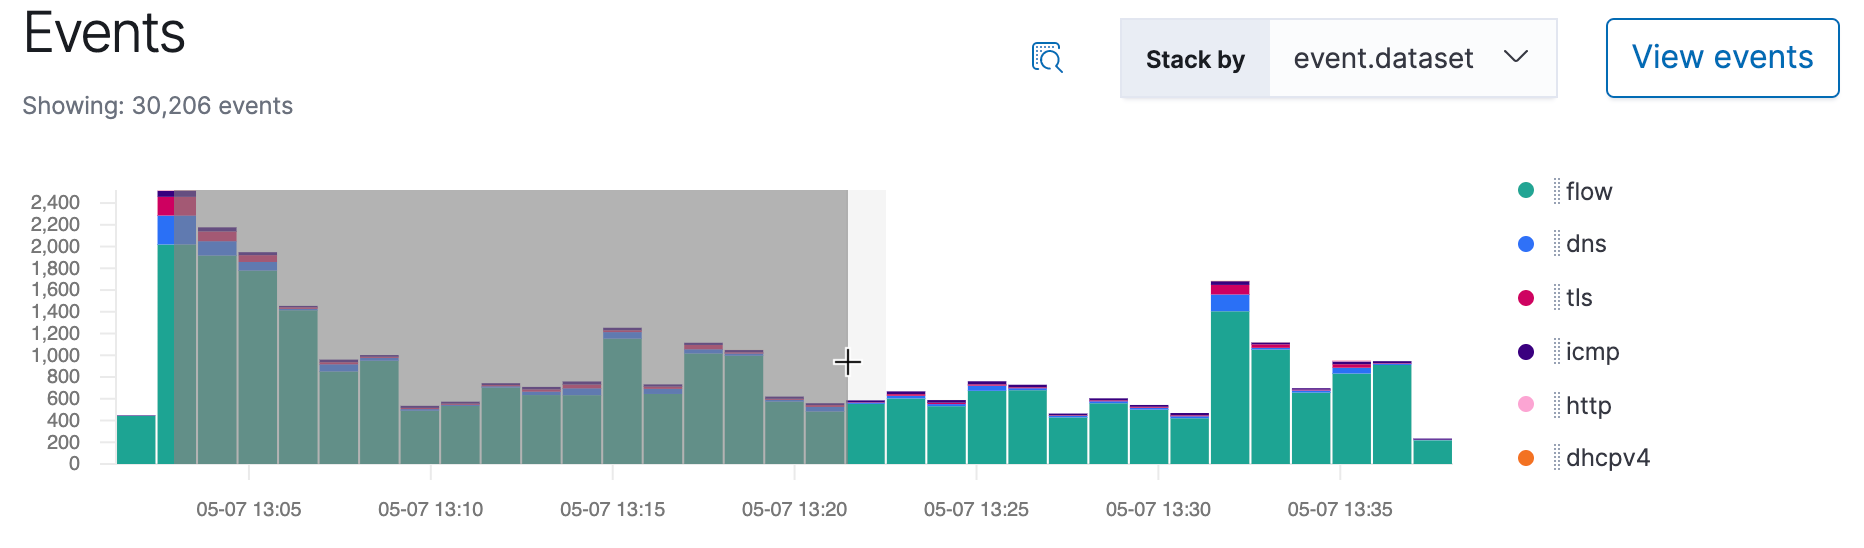 Events
Stack by event.dataset View events
Showing: 30,206 events
2,400
2,200
2,000
1,800
1,600
1,400
1,200
1,000
800
600
400
200
0
05-07 13:05 05-07 13:10 05-07 13:15 05-07 13:20 05-07 13:25 05-07 13:30 05-07 13:35
flow
dns
tls
icmp
http
dhcpv4